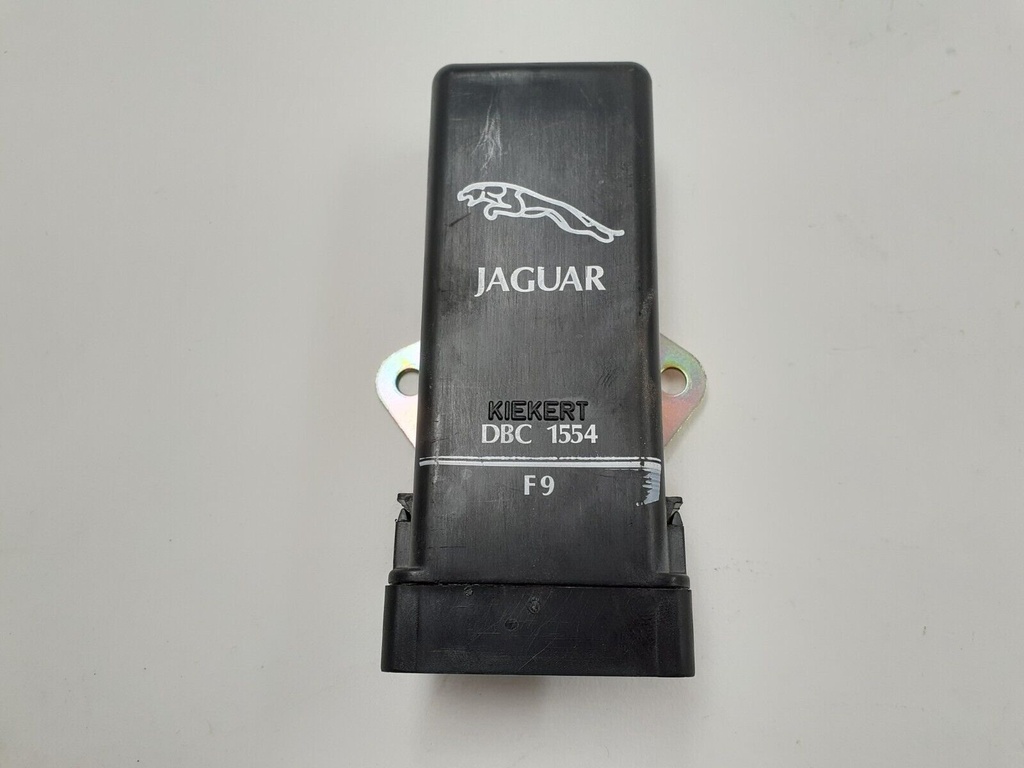 JAGUAR
KIEKERT
DBC 1554
F9